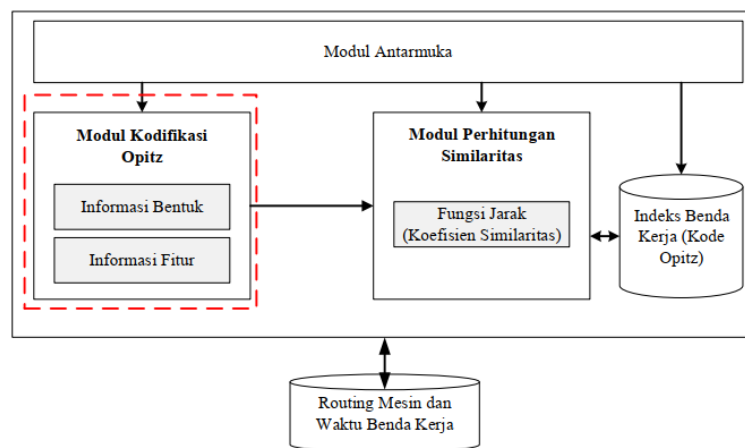 Modul Antarmuka
Modul Kodifikasi
Opitz
Informasi Bentuk
Informasi Fitur
Modul Perhitungan
Similaritas
Fungsi Jarak
(Koefisien Similaritas)
Indeks Benda
Kerja (Kode
Opitz)
Routing Mesin dan
Waktu Benda Kerja